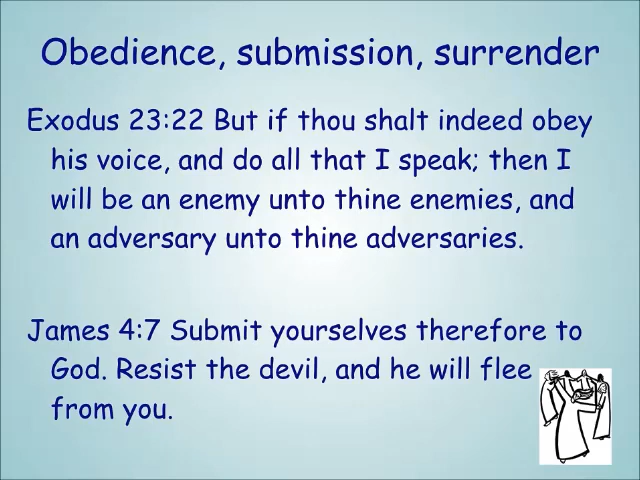 Obedience, submission, surrender
Exodus 23:22 But if thou shalt indeed obey
his voice, and do all that I speak; then I
will be an enemy unto thine enemies, and
an adversary unto thine adversaries.
James 4:7 Submit yourselves therefore to
God. Resist the devil, and he will flee
from you.